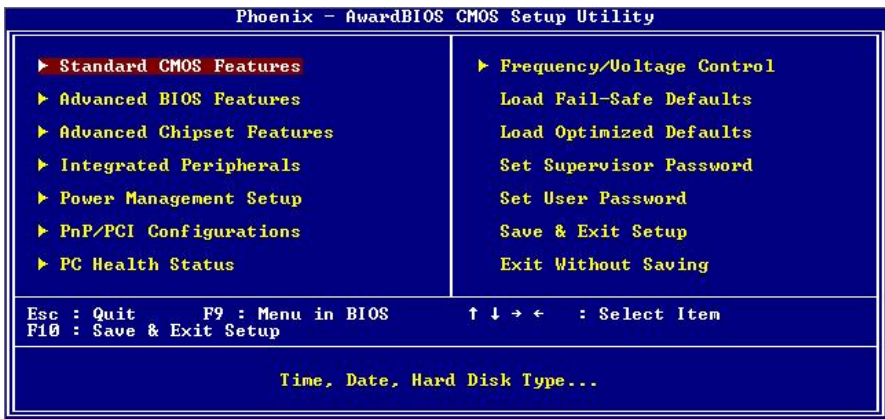 Phoenix - AwardBIOS CMOS Setup Utility
▶ Standard CMOS Features
▶ Advanced BIOS Features
▶ Advanced Chipset Features
▶ Integrated Peripherals
▶ Power Management Setup
▶ PnP/PCI Configurations
▶ PC Health Status
▶ Frequency/Voltage Control
Load Fail-Safe Defaults
Load Optimized Defaults
Set Supervisor Password
Set User Password
Save & Exit Setup
Exit Without Saving
Esc : Quit F9 : Menu in BIOS ↑ ↓ → ← : Select Item
F10 : Save & Exit Setup
Time, Date, Hard Disk Type...